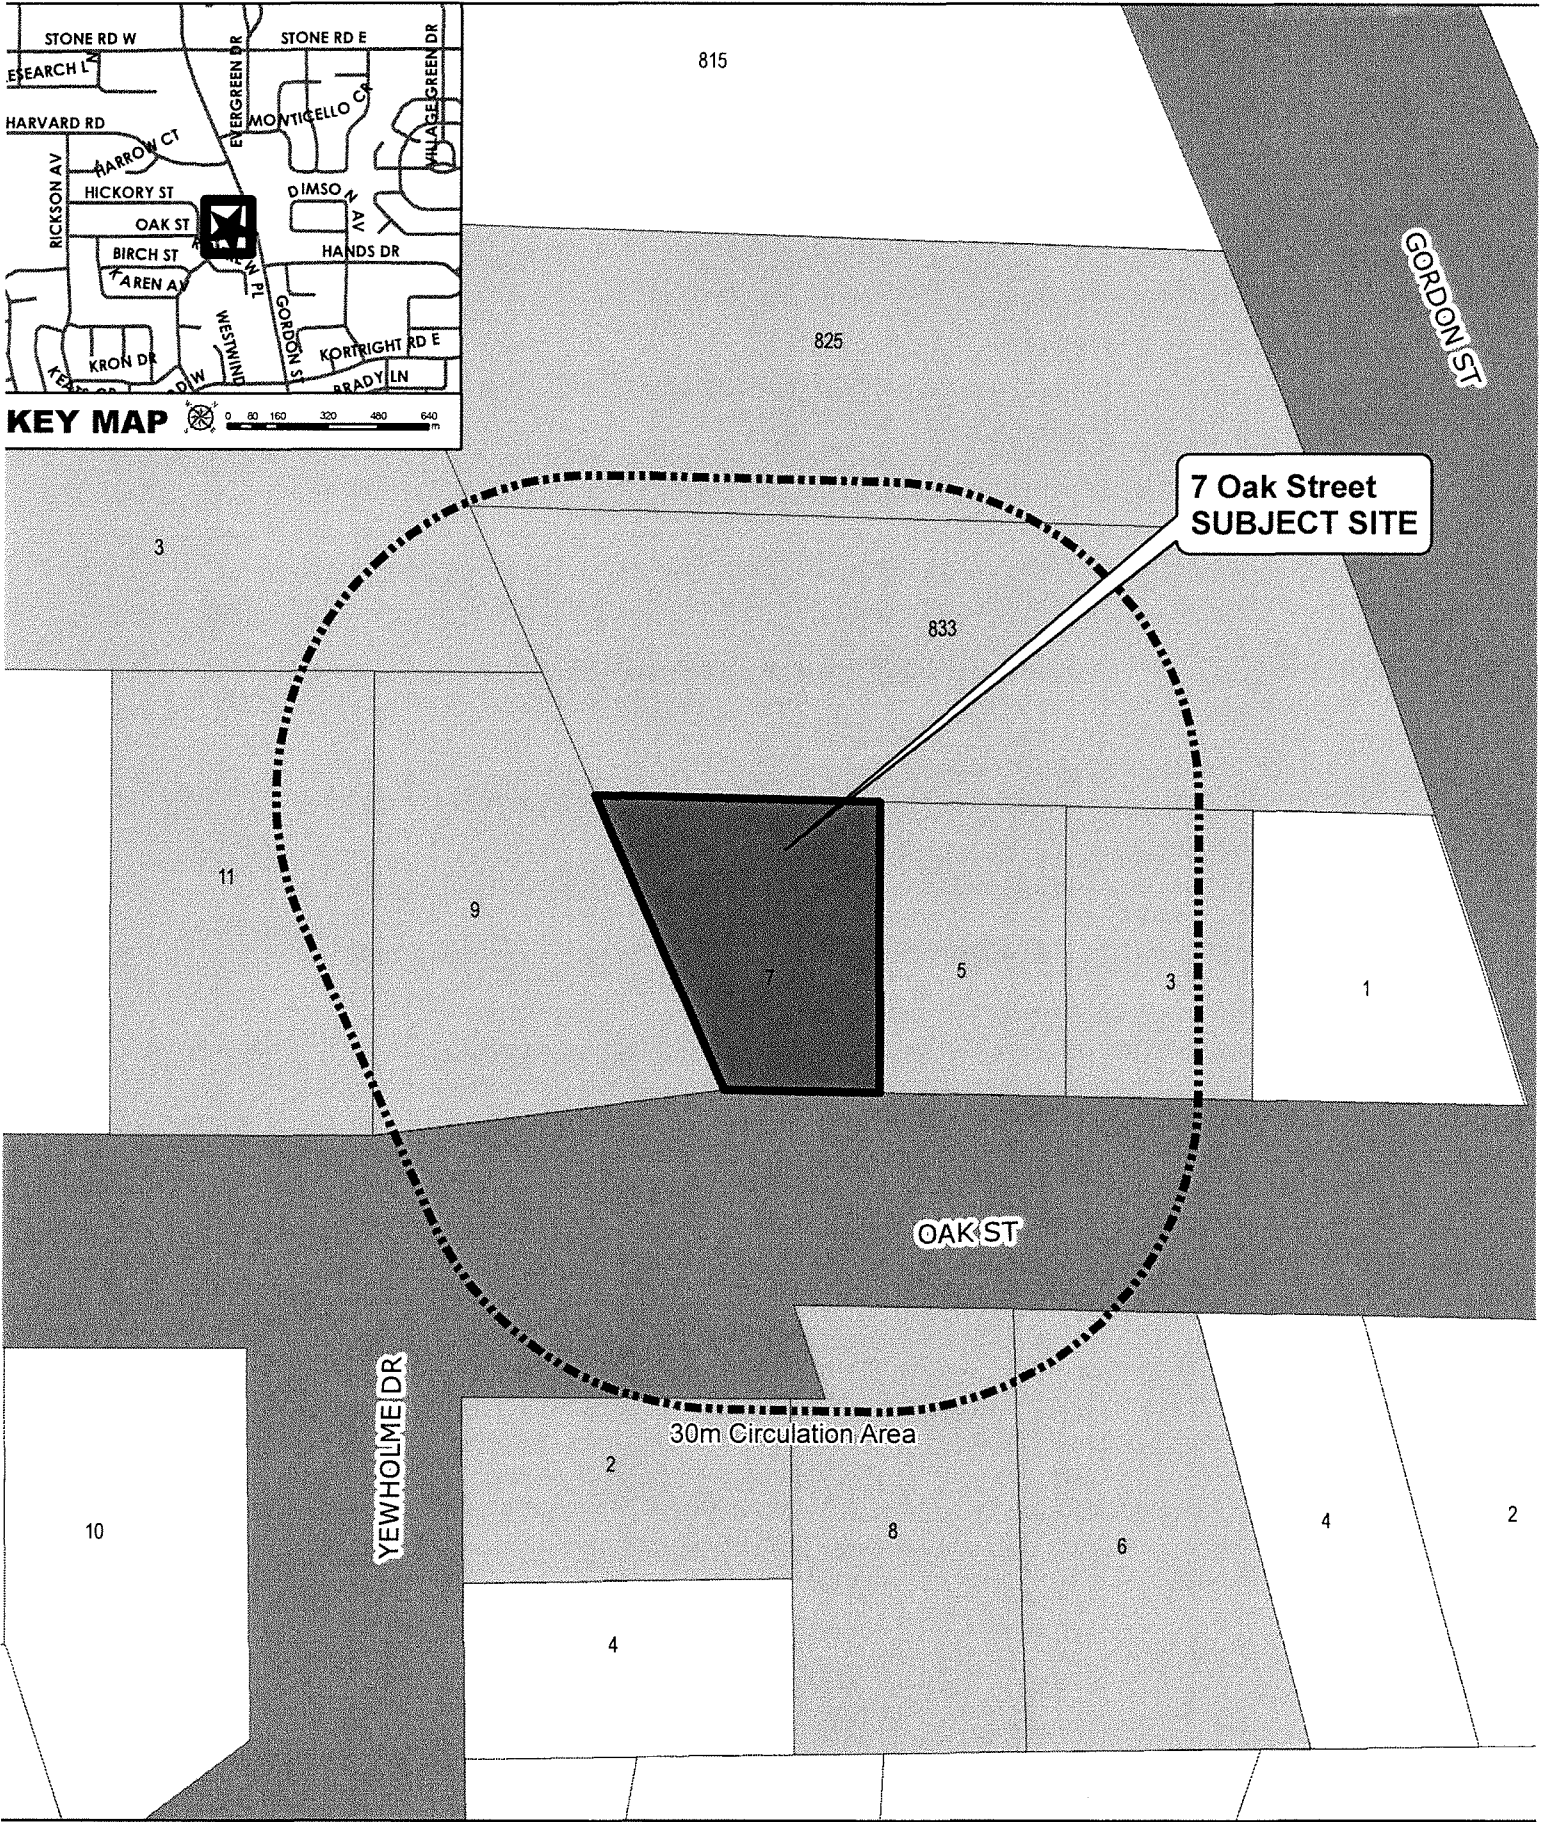 STONE RD W
STONE RD E
EVERGREEN DR
VILLAGE GREEN DR
ESEARCH LN
MONTICELLO CR
HARVARD RD
HARROW CT
RICKSON AV
HICKORY ST
DIMSON AV
OAK ST
BIRCH ST
HANDS DR
KAREN AV
W PL
GORDON ST
WESTWIND
KORTRIGHT RD E
KRON DR
RD W
BRADY LN
KEY MAP
0 80 160 320 480 640
m
815
GORDON ST
825
7 Oak Street
SUBJECT SITE
3
833
11
9
7
5
3
1
OAK ST
YEWHOLME DR
30m Circulation Area
2
10
8
6
4
2
4